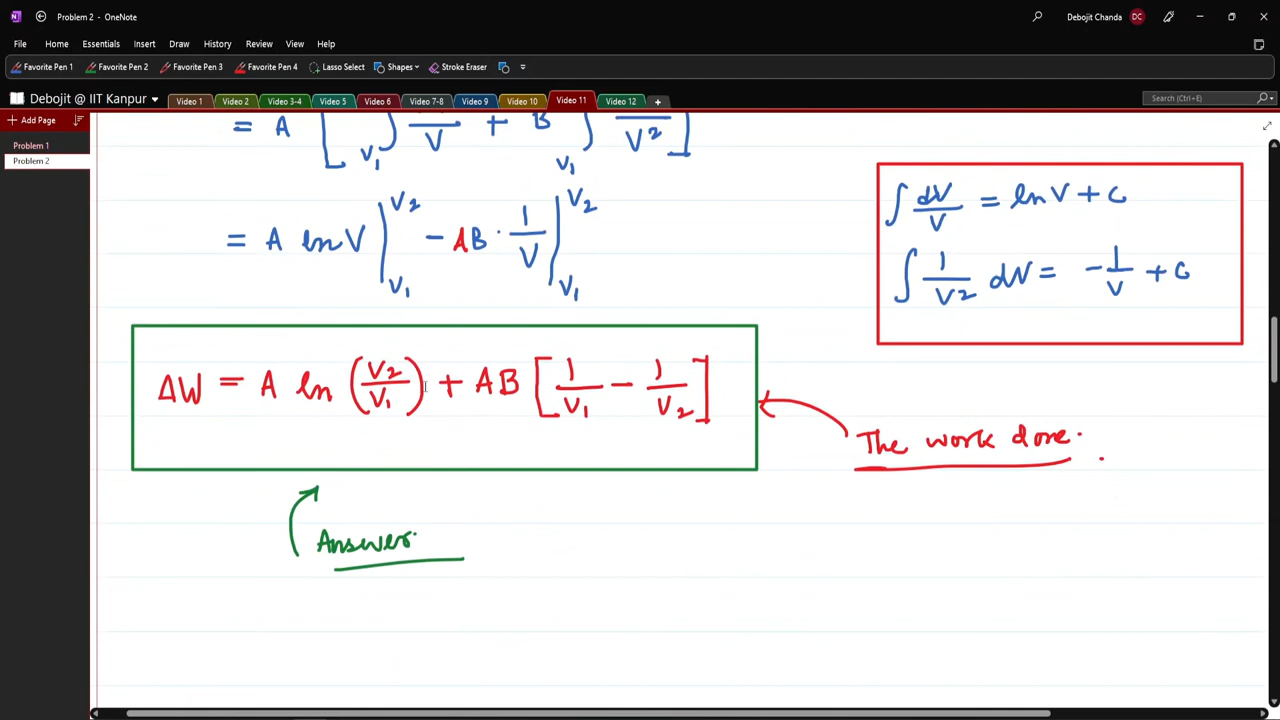 Problem 2 - OneNote
Debojit Chanda DC
File Home Essentials Insert Draw History Review View Help
Favorite Pen 1 Favorite Pen 2 Favorite Pen 3 Favorite Pen 4 Lasso Select Shapes Stroke Eraser
Debojit @ IIT Kanpur Video 1 Video 2 Video 3-4 Video 5 Video 6 Video 7-8 Video 9 Video 10 Video 11 Video 12 + Search (Ctrl+E)
+ Add Page
Problem 1
Problem 2
= A [ ∫V₁ /V + B ∫V₁ /V² ]
= A ln V |V₁ V₂ - AB · 1/V |V₁ V₂
∫ dV/V = ln V + C
∫ 1/V² dV = -1/V + C
ΔW = A ln (V₂/V₁) + AB [1/V₁ - 1/V₂]
The work done.
Answer.